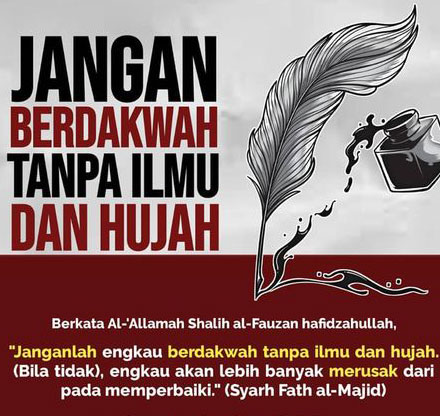 JANGAN
BERDAKWAH
TANPA ILMU
DAN HUJAH
Berkata Al-'Allamah Shalih al-Fauzan hafidzahullah,
"Janganlah engkau berdakwah tanpa ilmu dan hujah.
(Bila tidak), engkau akan lebih banyak merusak dari
pada memperbaiki." (Syarh Fath al-Majid)